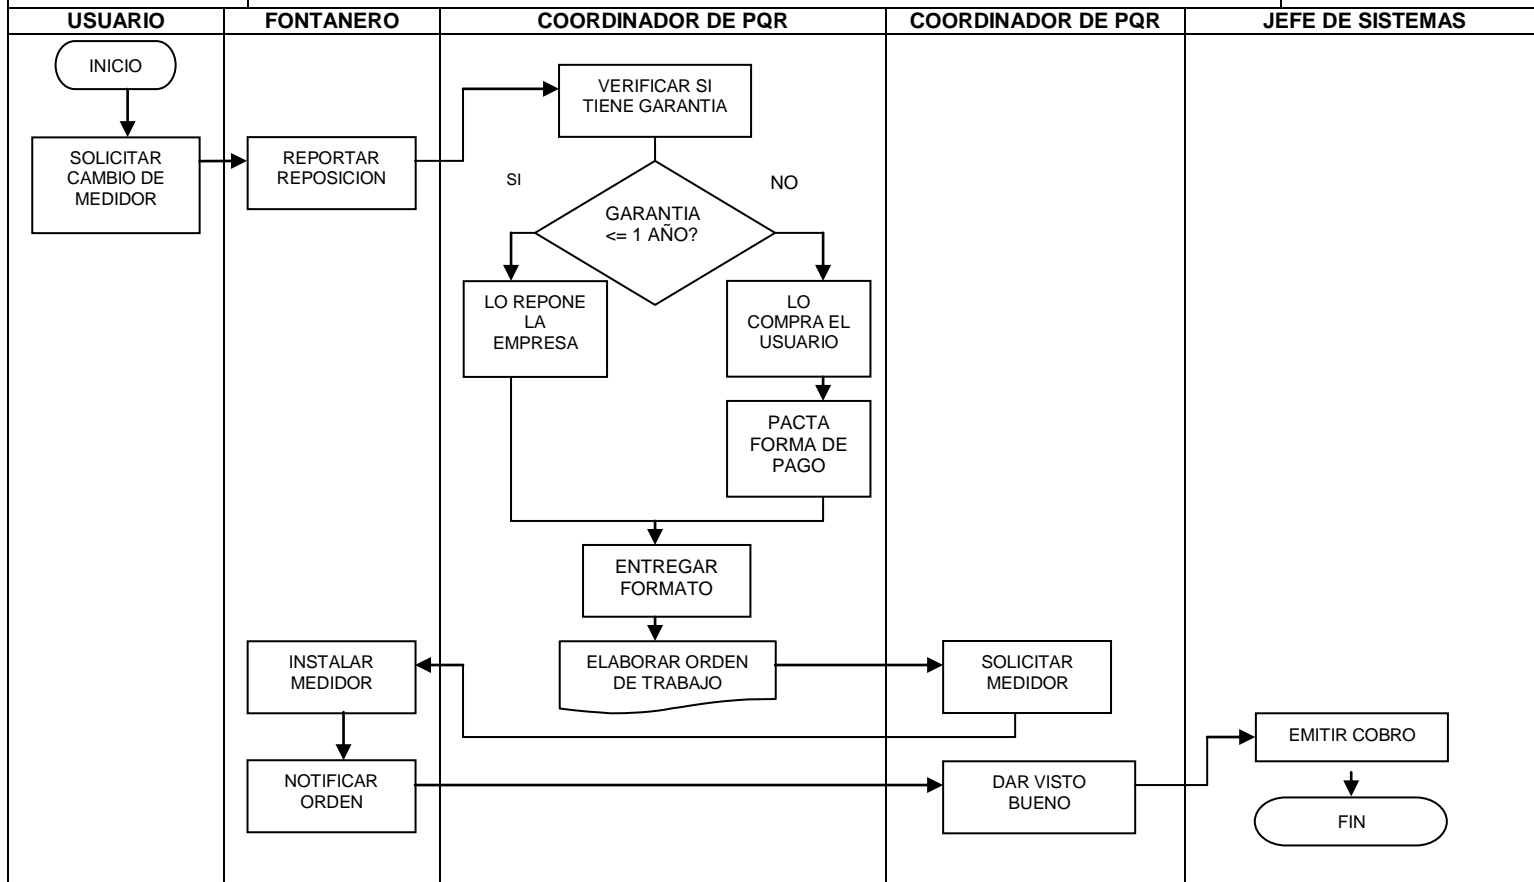 USUARIO
FONTANERO
COORDINADOR DE PQR
COORDINADOR DE PQR
JEFE DE SISTEMAS
INICIO
SOLICITAR
CAMBIO DE
MEDIDOR
REPORTAR
REPOSICION
VERIFICAR SI
TIENE GARANTIA
SI
NO
GARANTIA
<= 1 AÑO?
LO REPONE
LA
EMPRESA
LO
COMPRA EL
USUARIO
PACTA
FORMA DE
PAGO
ENTREGAR
FORMATO
ELABORAR ORDEN
DE TRABAJO
SOLICITAR
MEDIDOR
INSTALAR
MEDIDOR
NOTIFICAR
ORDEN
DAR VISTO
BUENO
EMITIR COBRO
FIN